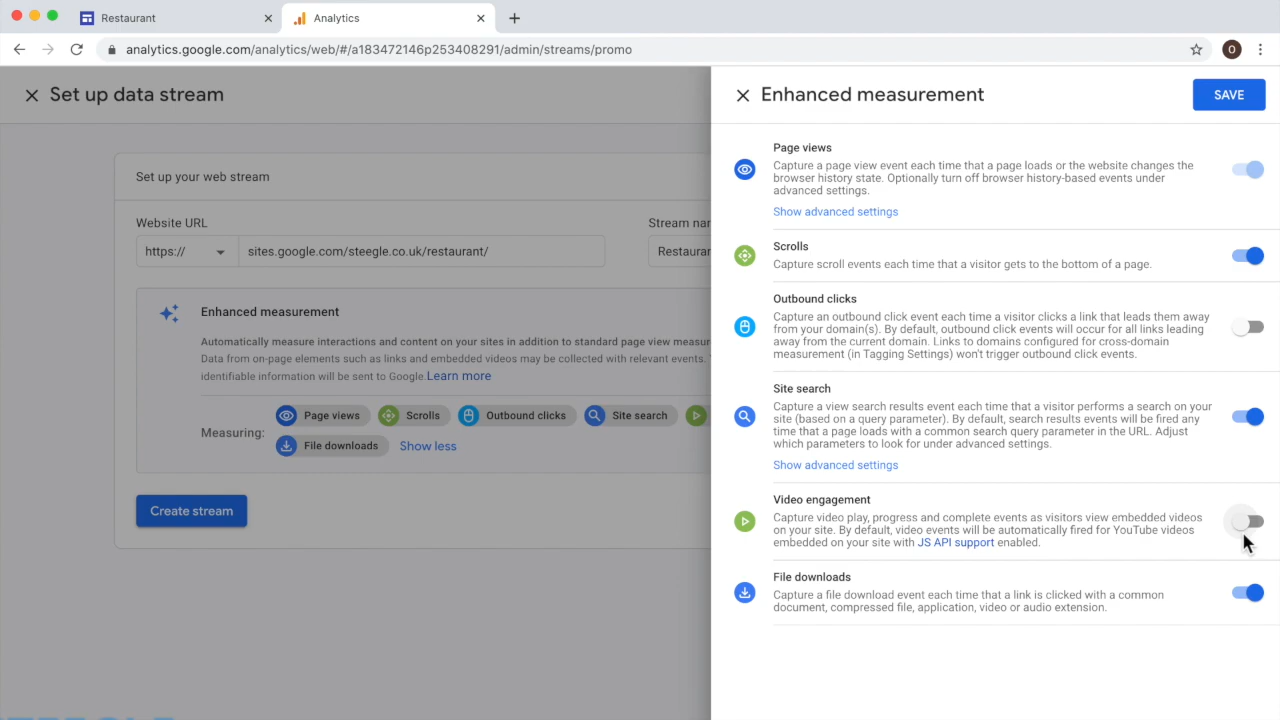 Restaurant
Analytics
analytics.google.com/analytics/web/#/a183472146p253408291/admin/streams/promo
O
Set up data stream
Set up your web stream
Website URL
Stream nar
https://
sites.google.com/steegle.co.uk/restaurant/
Restaurar
Enhanced measurement
Automatically measure interactions and content on your sites in addition to standard page view measur
Data from on-page elements such as links and embedded videos may be collected with relevant events.
identifiable information will be sent to Google. Learn more
Measuring:
Page views
Scrolls
Outbound clicks
Site search
File downloads
Show less
Create stream
Enhanced measurement
SAVE
Page views
Capture a page view event each time that a page loads or the website changes the
browser history state. Optionally turn off browser history-based events under
advanced settings.
Show advanced settings
Scrolls
Capture scroll events each time that a visitor gets to the bottom of a page.
Outbound clicks
Capture an outbound click event each time a visitor clicks a link that leads them away
from your domain(s). By default, outbound click events will occur for all links leading
away from the current domain. Links to domains configured for cross-domain
measurement (in Tagging Settings) won't trigger outbound click events.
Site search
Capture a view search results event each time that a visitor performs a search on your
site (based on a query parameter). By default, search results events will be fired any
time that a page loads with a common search query parameter in the URL. Adjust
which parameters to look for under advanced settings.
Show advanced settings
Video engagement
Capture video play, progress and complete events as visitors view embedded videos
on your site. By default, video events will be automatically fired for YouTube videos
embedded on your site with JS API support enabled.
File downloads
Capture a file download event each time that a link is clicked with a common
document, compressed file, application, video or audio extension.